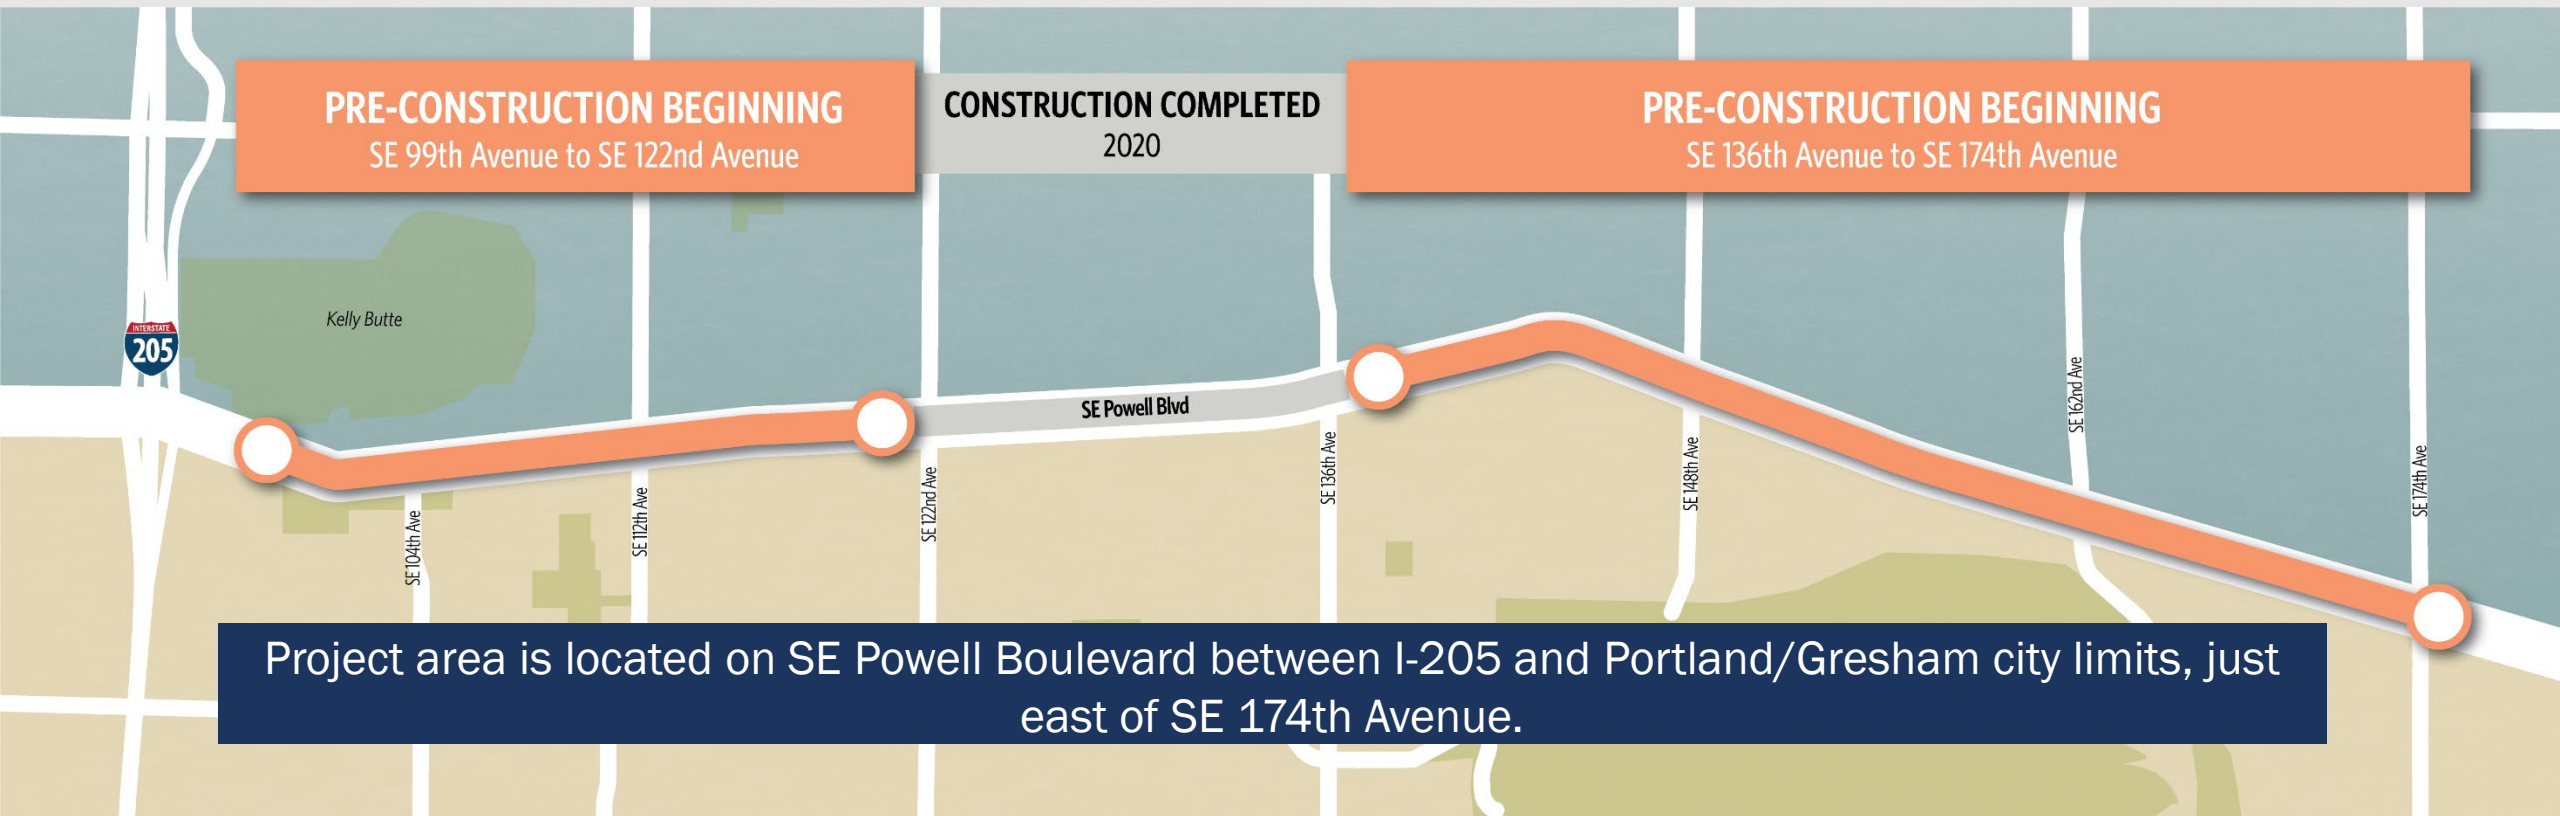 PRE-CONSTRUCTION BEGINNING
SE 99th Avenue to SE 122nd Avenue
CONSTRUCTION COMPLETED
2020
PRE-CONSTRUCTION BEGINNING
SE 136th Avenue to SE 174th Avenue
Kelly Butte
INTERSTATE
205
SE Powell Blvd
SE 104th Ave
SE 112th Ave
SE 122nd Ave
SE 136th Ave
SE 148th Ave
SE 162nd Ave
SE 174th Ave
Project area is located on SE Powell Boulevard between I-205 and Portland/Gresham city limits, just
east of SE 174th Avenue.